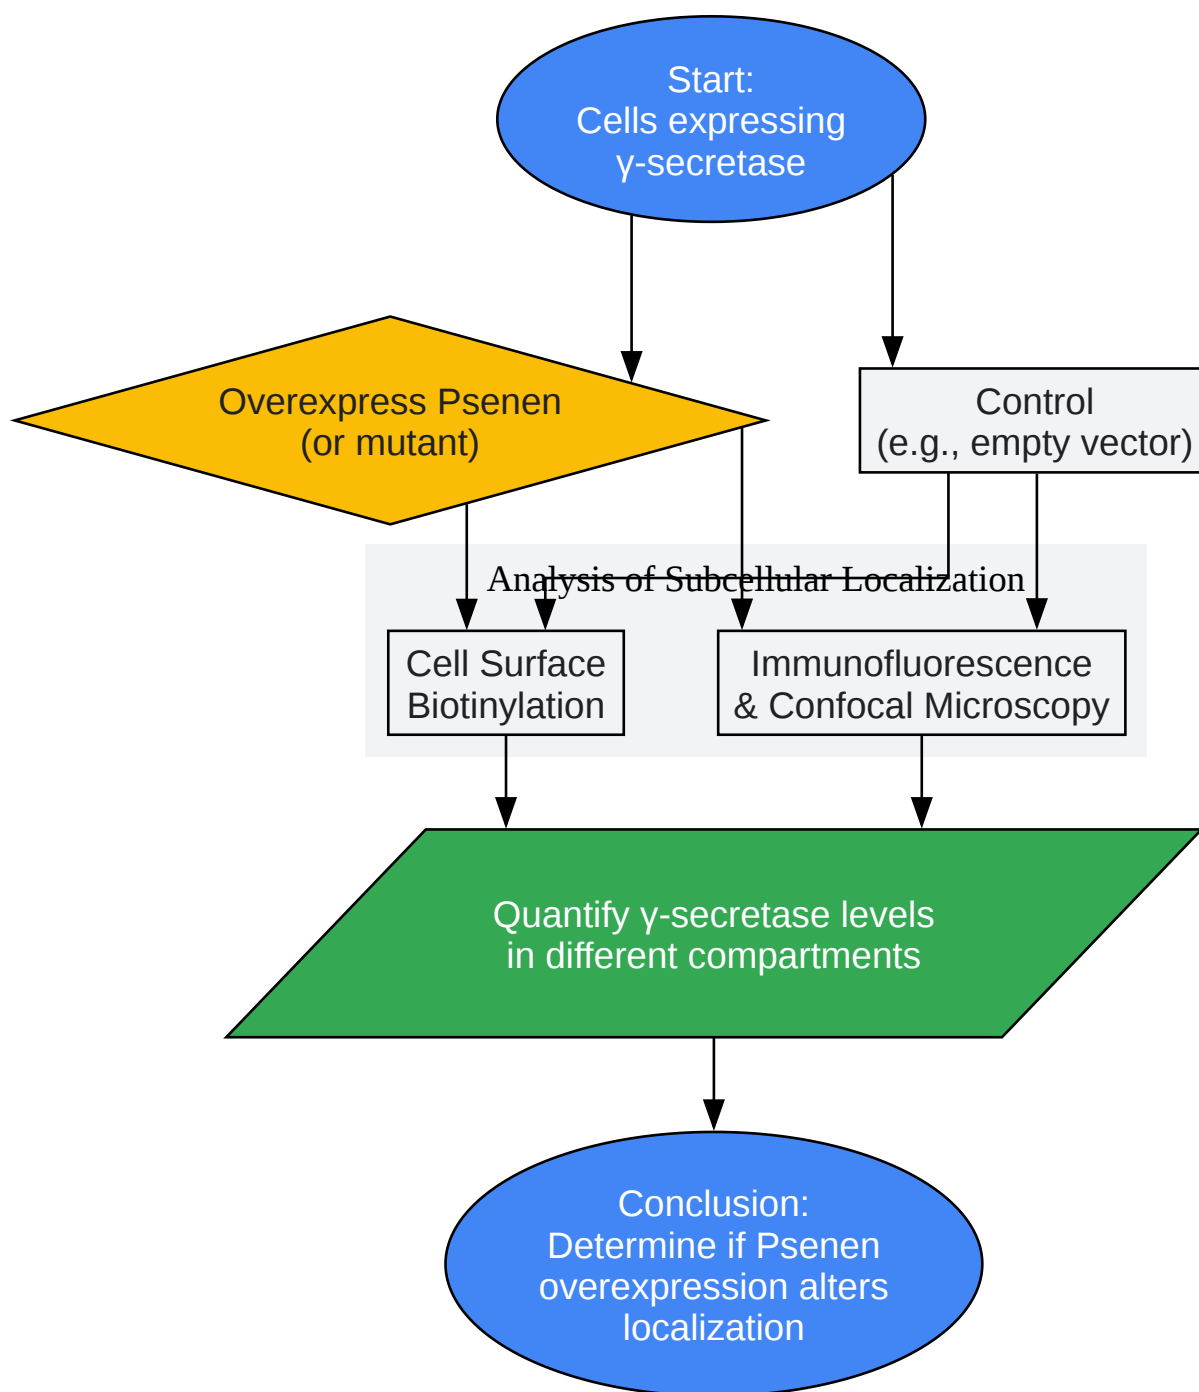 Start:
Cells expressing
γ-secretase
Overexpress Psenen
(or mutant)
Control
(e.g., empty vector)
Analysis of Subcellular Localization
Cell Surface
Biotinylation
Immunofluorescence
& Confocal Microscopy
Quantify γ-secretase levels
in different compartments
Conclusion:
Determine if Psenen
overexpression alters
localization